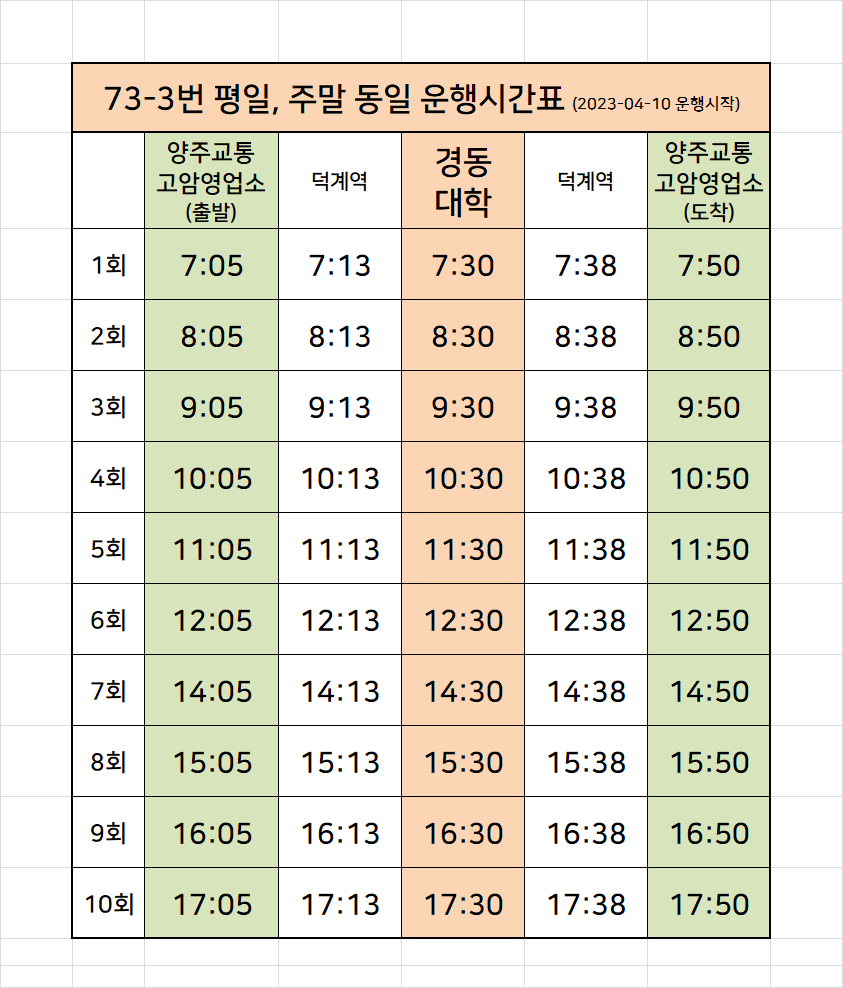 73-3번 평일, 주말 동일 운행시간표 (2023-04-10 운행시작)
양주교통
고암영업소
(출발)
덕계역
경동
대학
덕계역
양주교통
고암영업소
(도착)
1회 7:05 7:13 7:30 7:38 7:50
2회 8:05 8:13 8:30 8:38 8:50
3회 9:05 9:13 9:30 9:38 9:50
4회 10:05 10:13 10:30 10:38 10:50
5회 11:05 11:13 11:30 11:38 11:50
6회 12:05 12:13 12:30 12:38 12:50
7회 14:05 14:13 14:30 14:38 14:50
8회 15:05 15:13 15:30 15:38 15:50
9회 16:05 16:13 16:30 16:38 16:50
10회 17:05 17:13 17:30 17:38 17:50